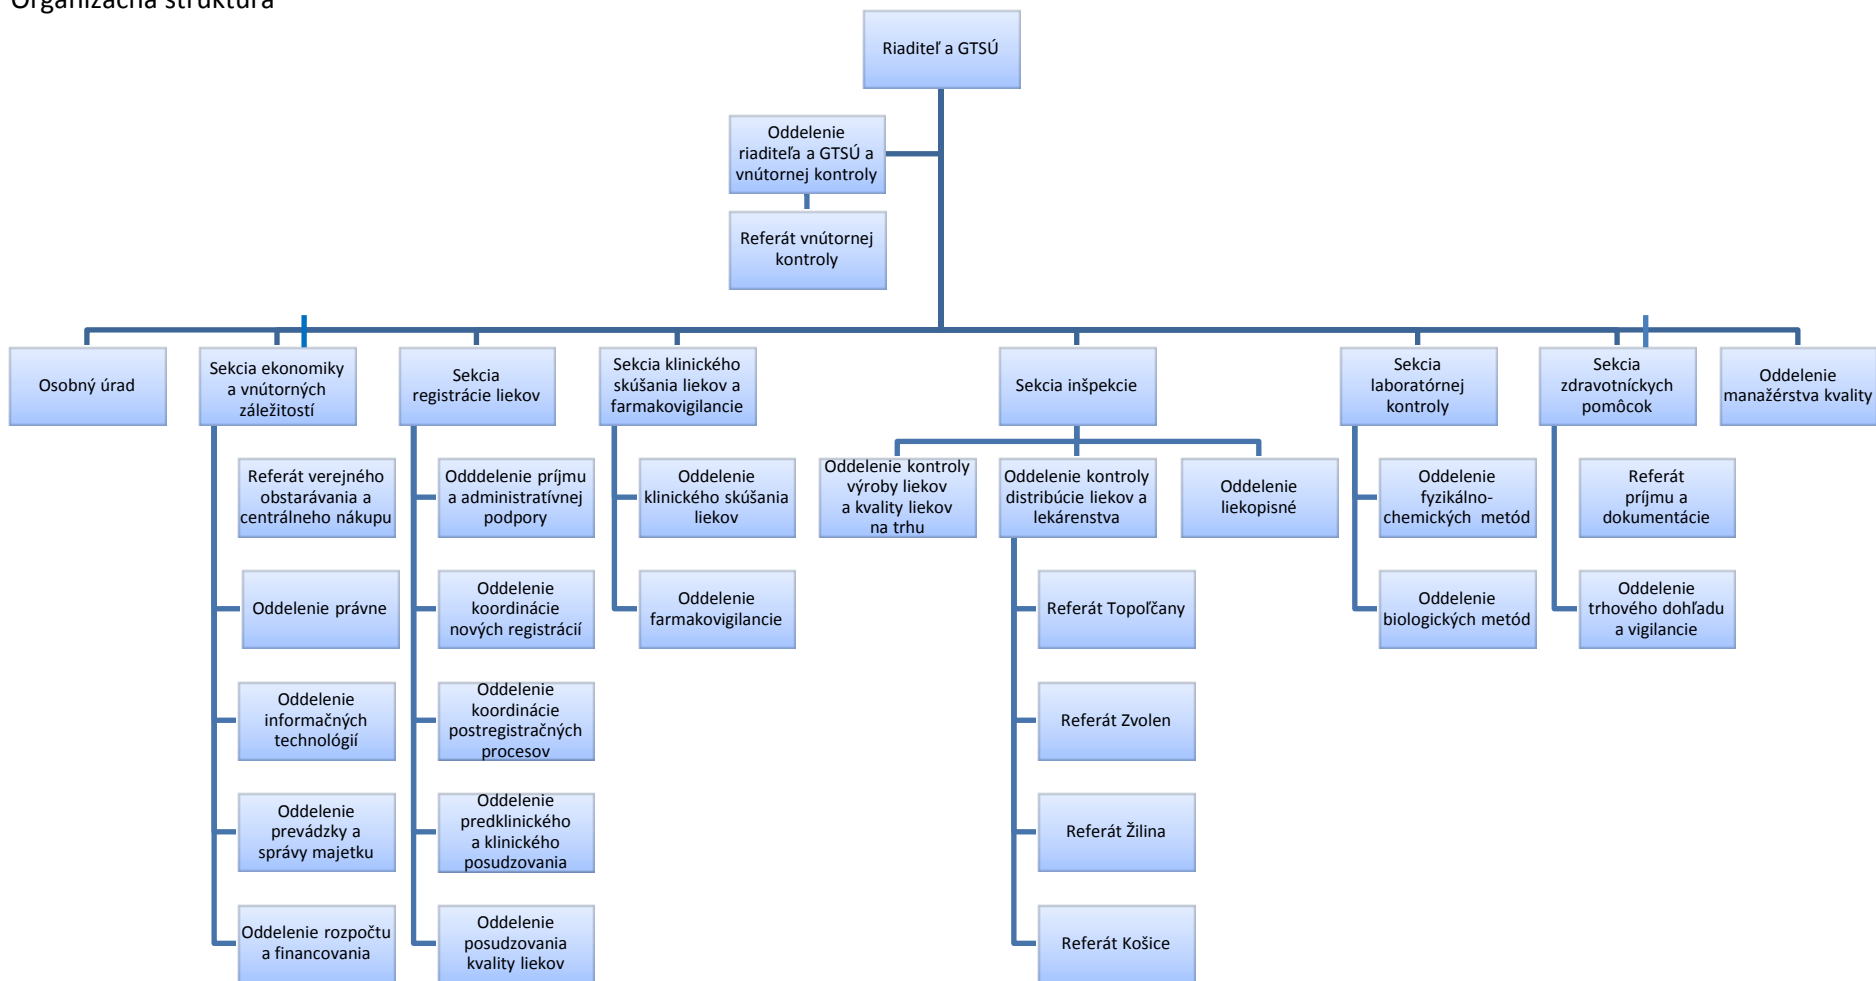 Organizačná štruktúra
Riaditeľ a GTSÚ
Oddelenie
riaditeľa a GTSÚ a
vnútornej kontroly
Referát vnútornej
kontroly
Osobný úrad
Sekcia ekonomiky
a vnútorných
záležitostí
Sekcia
registrácie liekov
Sekcia klinického
skúšania liekov a
farmakovigilancie
Sekcia inšpekcie
Sekcia
laboratórnej
kontroly
Sekcia
zdravotníckych
pomôcok
Oddelenie
manažérstva kvality
Referát verejného
obstarávania a
centrálneho nákupu
Odddelenie príjmu
a administratívnej
podpory
Oddelenie
klinického skúšania
liekov
Oddelenie kontroly
výroby liekov
a kvality liekov
na trhu
Oddelenie kontroly
distribúcie liekov a
lekárenstva
Oddelenie
liekopisné
Oddelenie
fyzikálno-
chemických metód
Referát
príjmu a
dokumentácie
Oddelenie právne
Oddelenie
koordinácie
nových registrácií
Oddelenie
farmakovigilancie
Referát Topoľčany
Oddelenie
biologických metód
Oddelenie
trhového dohľadu
a vigilancie
Oddelenie
informačných
technológií
Oddelenie
koordinácie
postregistračných
procesov
Referát Zvolen
Oddelenie
prevádzky a
správy majetku
Oddelenie
predklinického
a klinického
posudzovania
Referát Žilina
Oddelenie rozpočtu
a financovania
Oddelenie
posudzovania
kvality liekov
Referát Košice